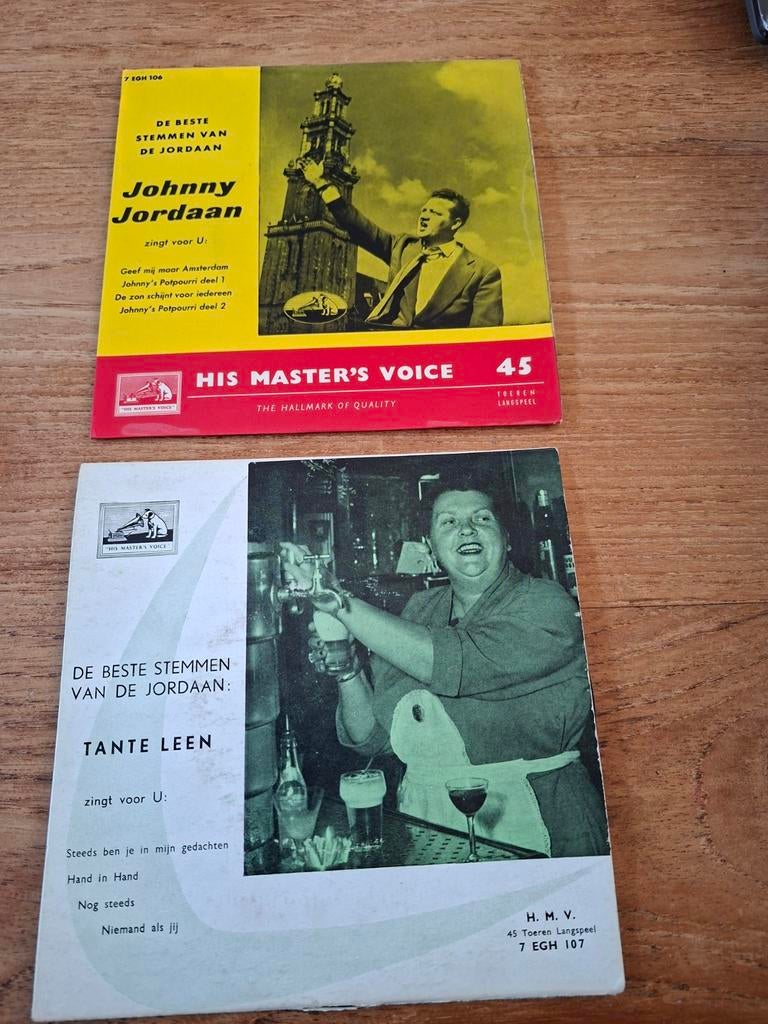 7 EGH 106
DE BESTE
STEMMEN VAN
DE JORDAAN
Johnny
Jordaan
zingt voor U:
Geef mij maar Amsterdam
Johnny's Potpourri deel 1
De zon schijnt voor iedereen
Johnny's Potpourri deel 2
"HIS MASTER'S VOICE"
HIS MASTER'S VOICE
45
THE HALLMARK OF QUALITY
TOEREN
LANGSPEEL
"HIS MASTER'S VOICE"
DE BESTE STEMMEN
VAN DE JORDAAN:
TANTE LEEN
zingt voor U:
Steeds ben je in mijn gedachten
Hand in Hand
Nog steeds
Niemand als jij
H. M. V.
45 Toeren Langspeel
7 EGH 107